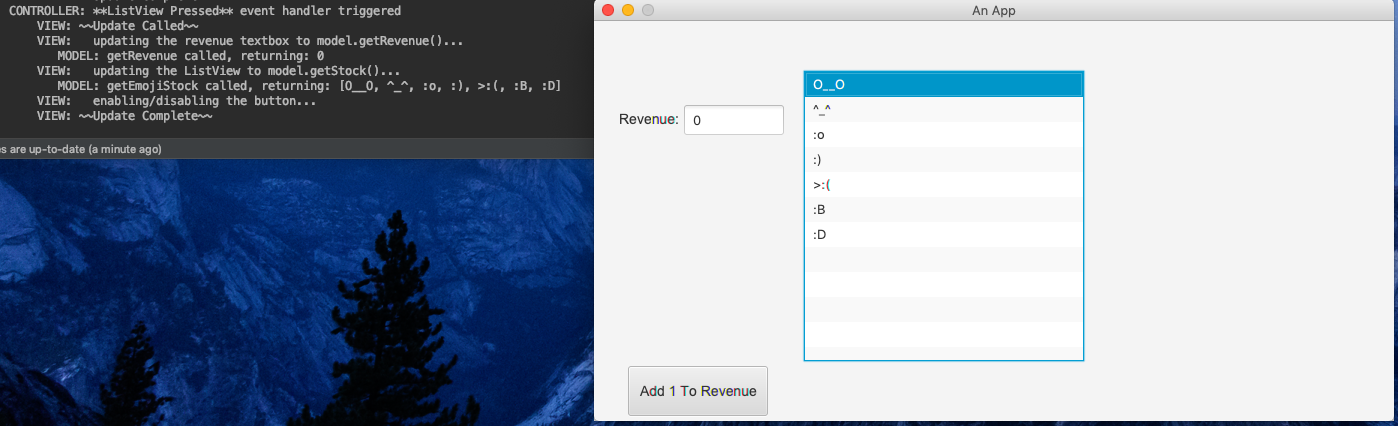 CONTROLLER: **ListView Pressed** event handler triggered
VIEW: ~~Update Called~~
VIEW: updating the revenue textbox to model.getRevenue()...
MODEL: getRevenue called, returning: 0
VIEW: updating the ListView to model.getStock()...
MODEL: getEmojiStock called, returning: [O__O, ^_^, :o, :), >:(, :B, :D]
VIEW: enabling/disabling the button...
VIEW: ~~Update Complete~~
es are up-to-date (a minute ago)
An App
Revenue: 0
O__O
^_^
:o
:)
>:(
:B
:D
Add 1 To Revenue